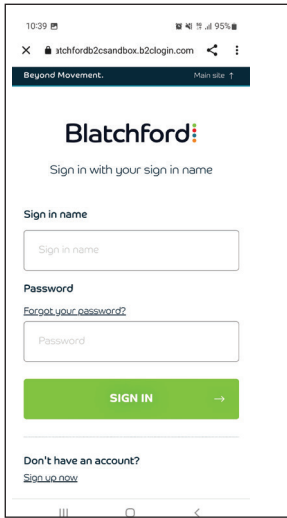 10:39
95%
atchfordb2csandbox.b2clogin.com
Beyond Movement.
Main site ↑
Blatchford
Sign in with your sign in name
Sign in name
Sign in name
Password
Forgot your password?
Password
SIGN IN →
Don't have an account?
Sign up now